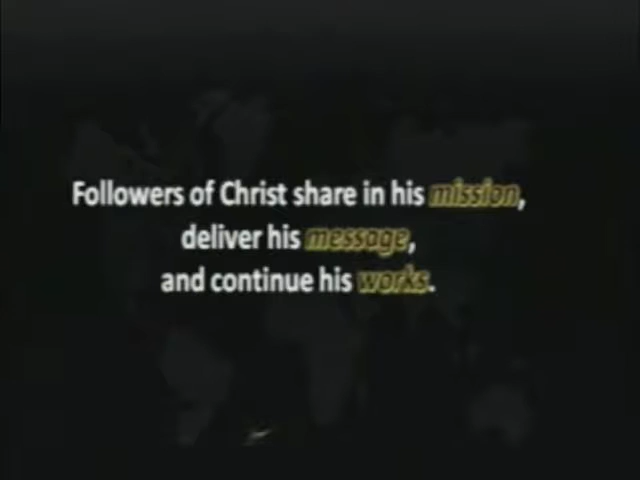 Followers of Christ share in his mission,
deliver his message,
and continue his works.